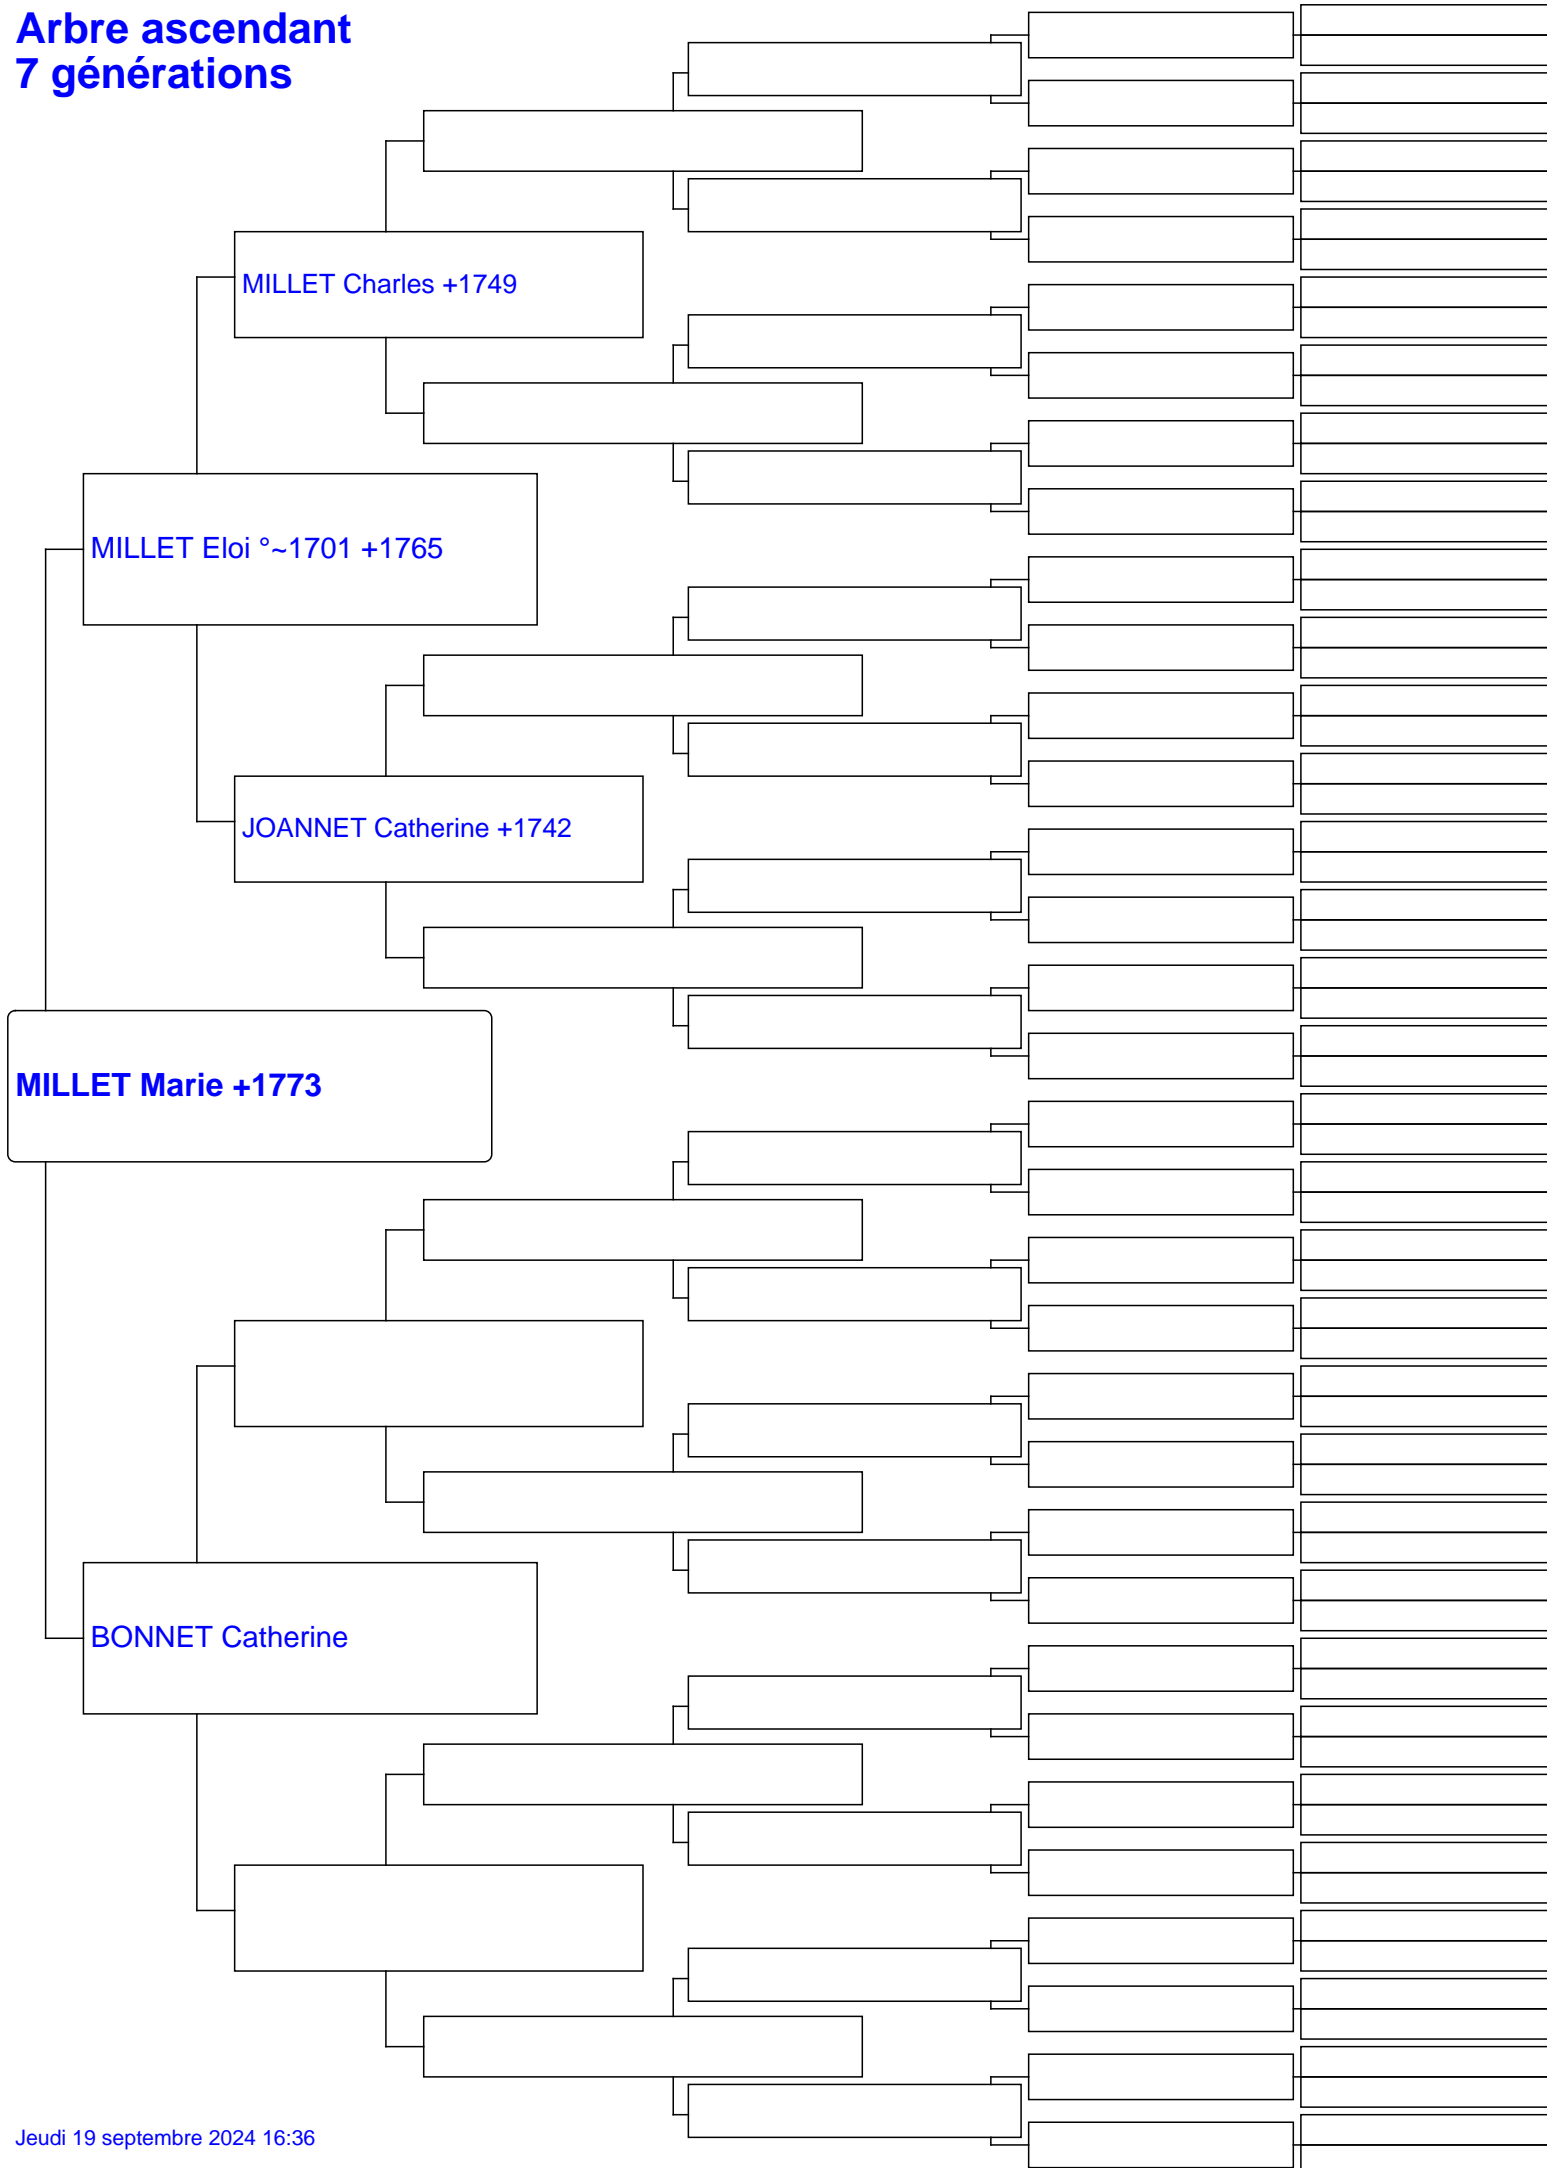 Arbre ascendant
7 générations
MILLET Charles +1749
MILLET Eloi °~1701 +1765
JOANNET Catherine +1742
MILLET Marie +1773
BONNET Catherine
Jeudi 19 septembre 2024 16:36